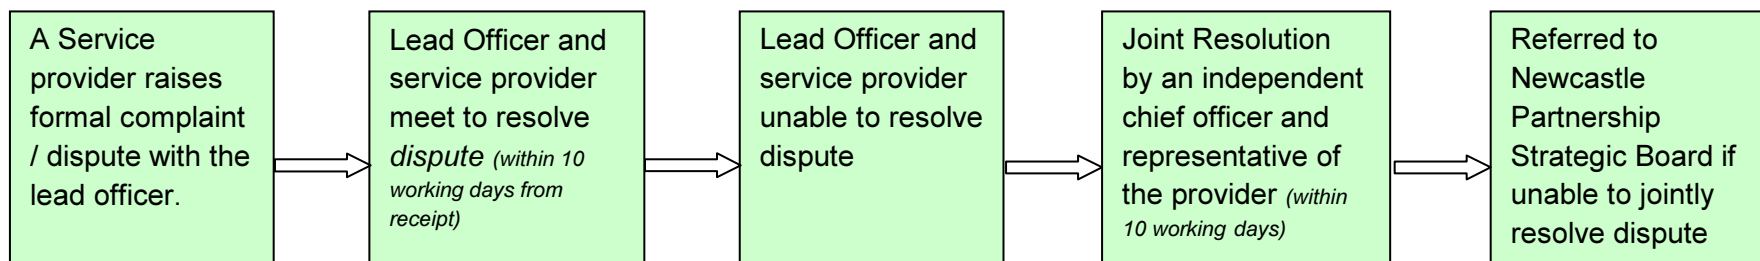 A Service
provider raises
formal complaint
/ dispute with the
lead officer.
Lead Officer and
service provider
meet to resolve
dispute (within 10
working days from
receipt)
Lead Officer and
service provider
unable to resolve
dispute
Joint Resolution
by an independent
chief officer and
representative of
the provider (within
10 working days)
Referred to
Newcastle
Partnership
Strategic Board if
unable to jointly
resolve dispute